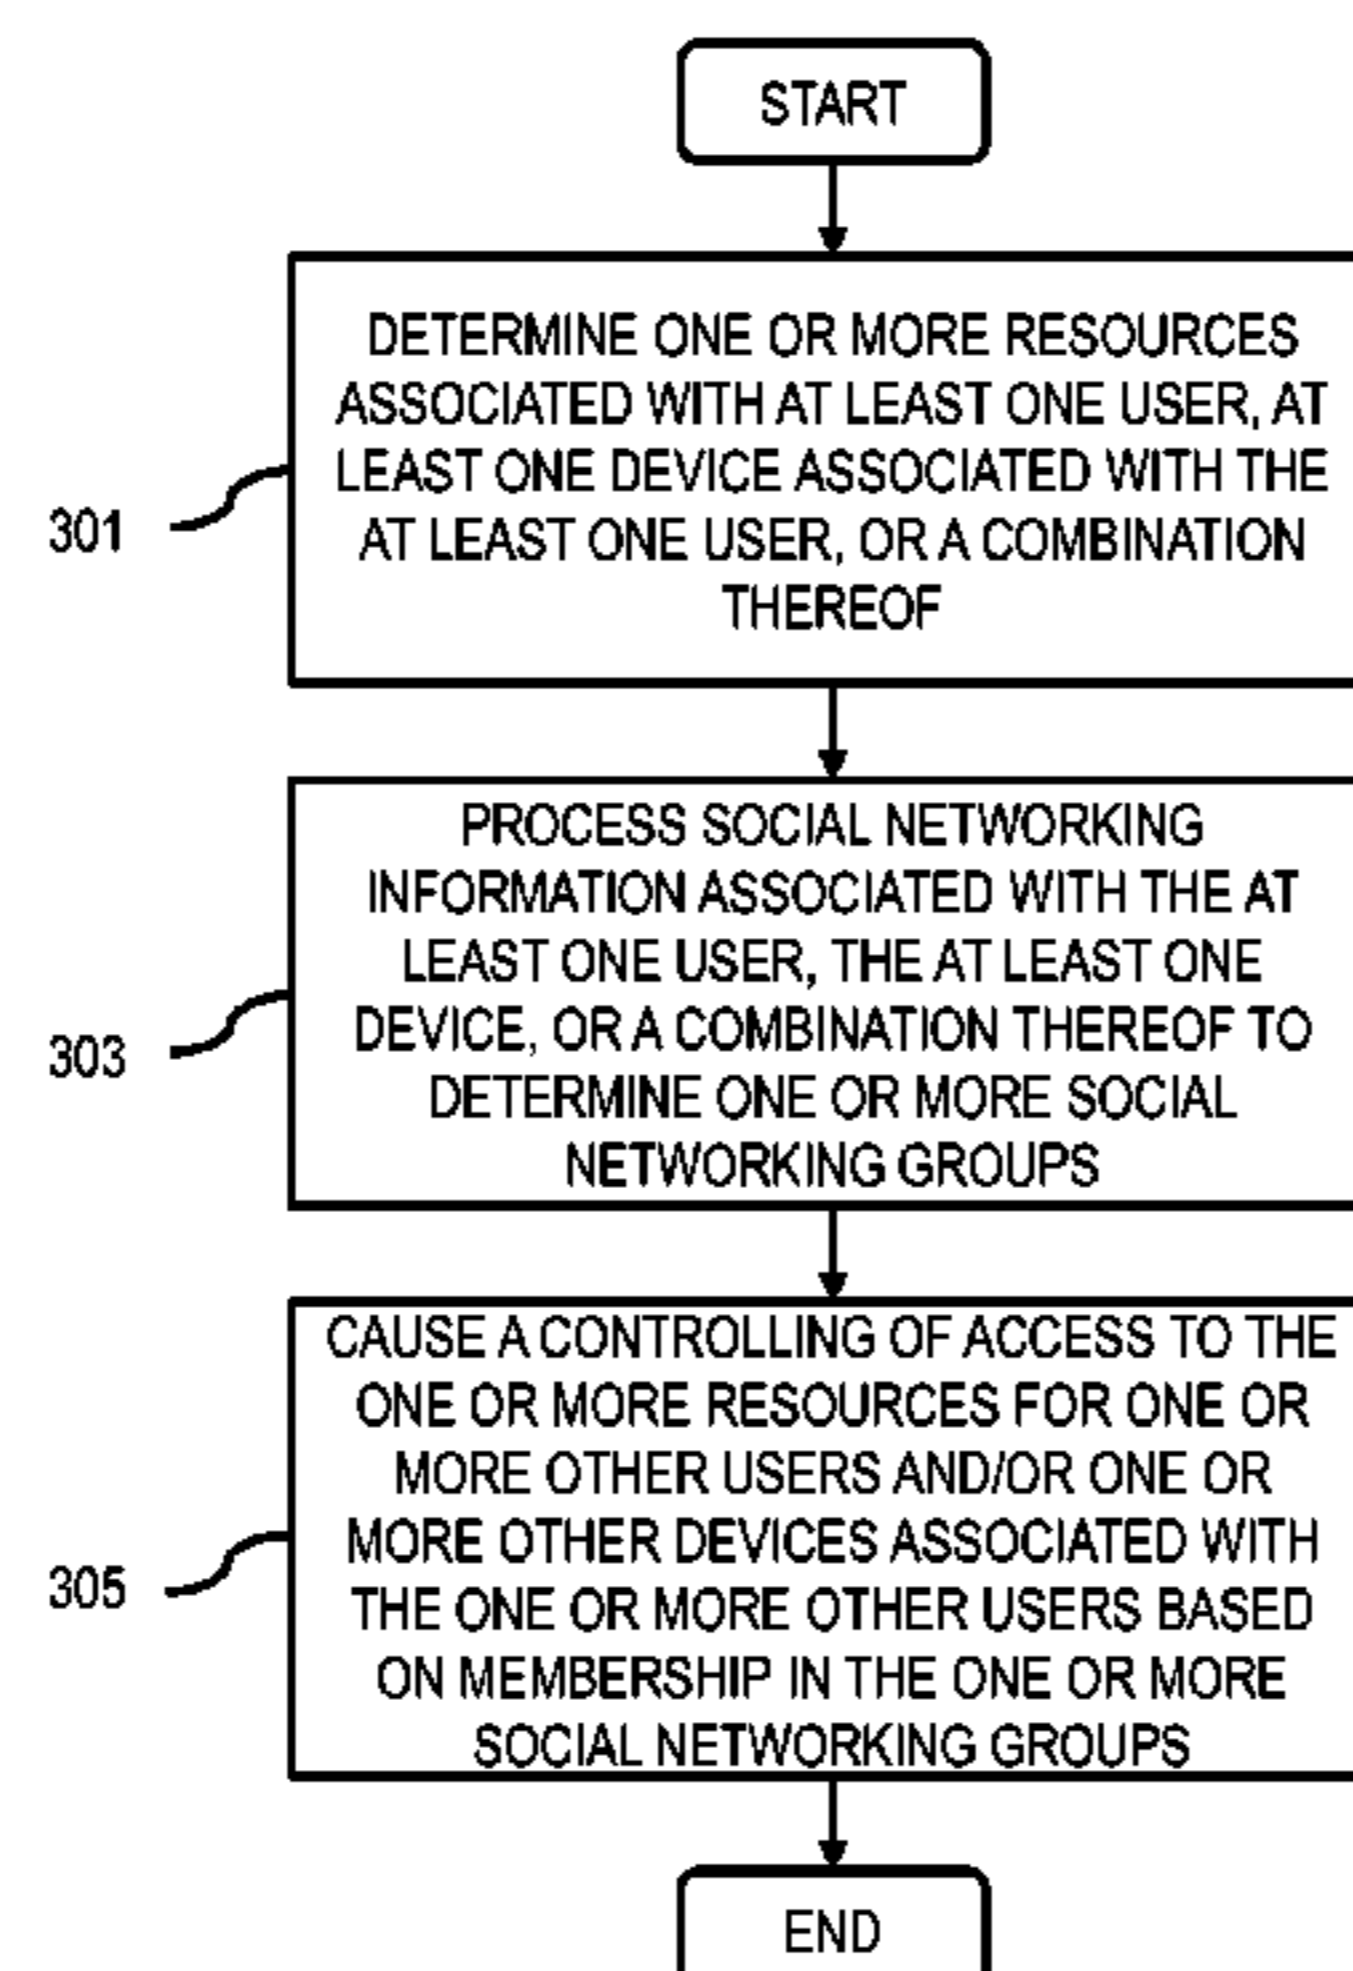 START
DETERMINE ONE OR MORE RESOURCES
ASSOCIATED WITH AT LEAST ONE USER, AT
LEAST ONE DEVICE ASSOCIATED WITH THE
AT LEAST ONE USER, OR A COMBINATION
THEREOF
301
PROCESS SOCIAL NETWORKING
INFORMATION ASSOCIATED WITH THE AT
LEAST ONE USER, THE AT LEAST ONE
DEVICE, OR A COMBINATION THEREOF TO
DETERMINE ONE OR MORE SOCIAL
NETWORKING GROUPS
303
CAUSE A CONTROLLING OF ACCESS TO THE
ONE OR MORE RESOURCES FOR ONE OR
MORE OTHER USERS AND/OR ONE OR
MORE OTHER DEVICES ASSOCIATED WITH
THE ONE OR MORE OTHER USERS BASED
ON MEMBERSHIP IN THE ONE OR MORE
SOCIAL NETWORKING GROUPS
305
END